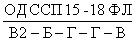 ОДССП 15 -18 ФЛ
В2 – Б – Г – Г – В